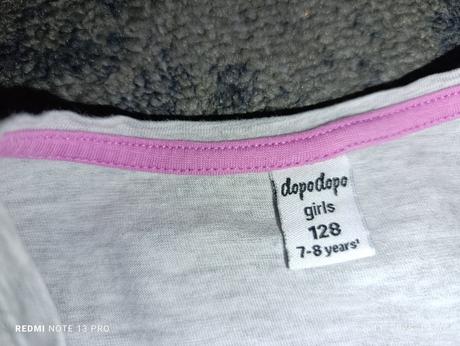 dopodopo
girls
128
7-8 years'
REDMI NOTE 13 PRO